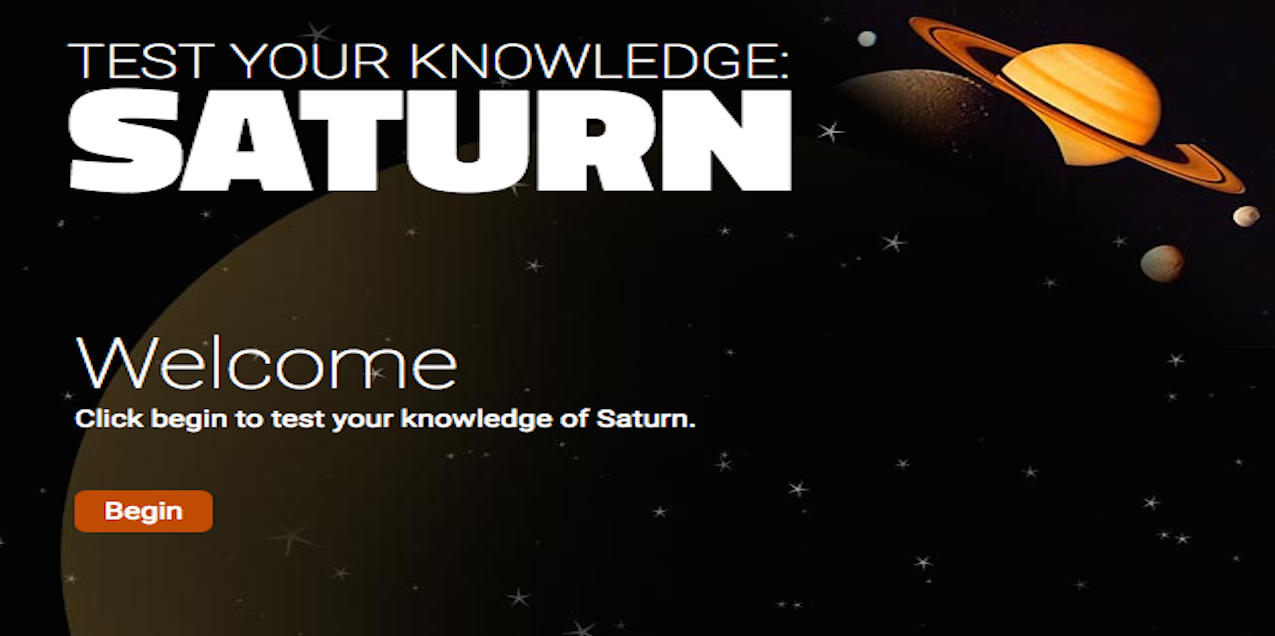 TEST YOUR KNOWLEDGE:
SATURN
Welcome
Click begin to test your knowledge of Saturn.
Begin